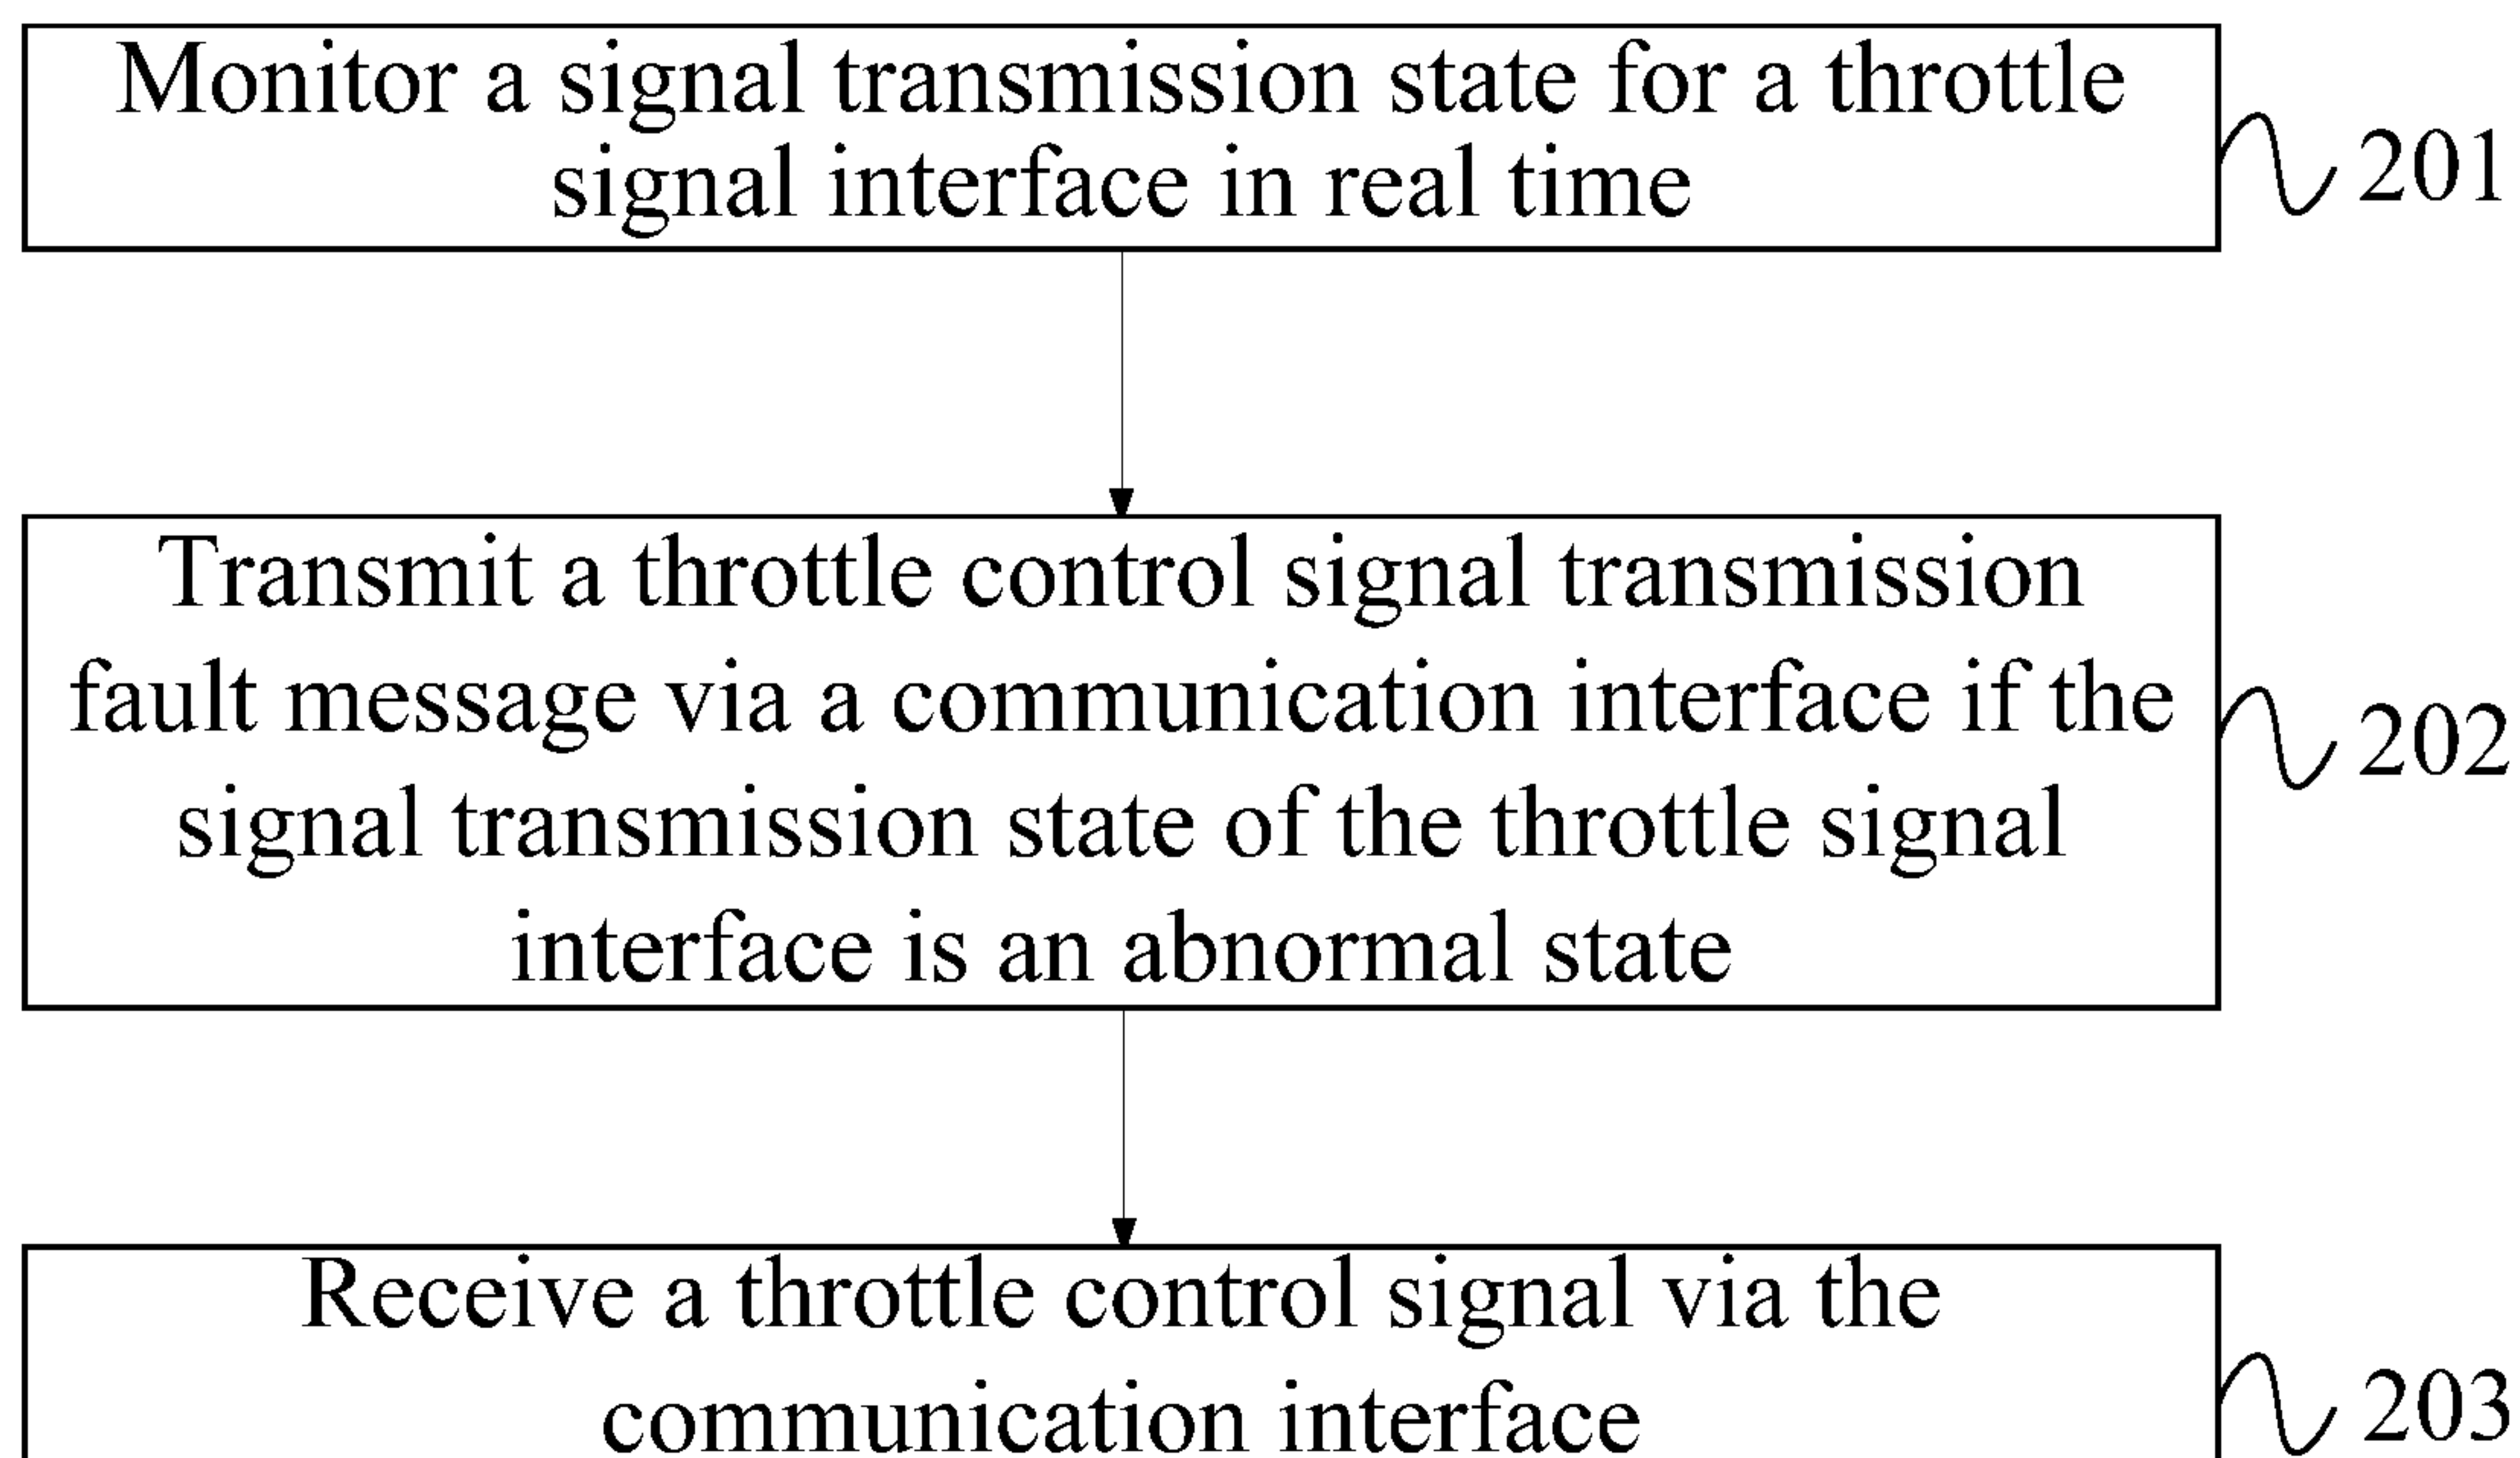 Monitor a signal transmission state for a throttle
signal interface in real time
201
Transmit a throttle control signal transmission
fault message via a communication interface if the
signal transmission state of the throttle signal
interface is an abnormal state
202
Receive a throttle control signal via the
communication interface
203